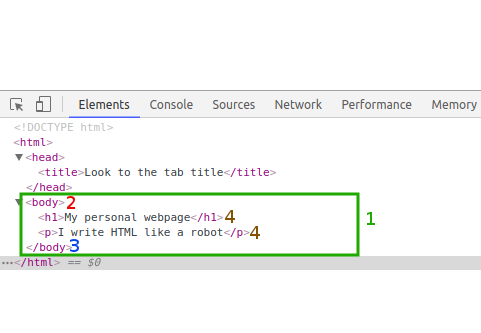 Elements Console Sources Network Performance Memory
<!DOCTYPE html>
<html>
<head>
<title>Look to the tab title</title>
</head>
<body>2
<h1>My personal webpage</h1> 4
1
<p>I write HTML like a robot</p> 4
</body>3
…</html> == $0